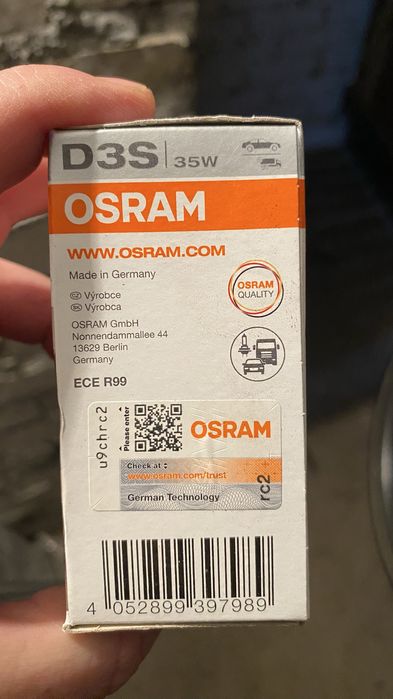 D3S 35W
OSRAM
WWW.OSRAM.COM
Made in Germany
CZ Výrobce
SK Výrobca
OSRAM GmbH
Nonnendammallee 44
13629 Berlin
Germany
OSRAM
QUALITY
ECE R99
u9chrc2
Please enter
OSRAM
Check at
www.osram.com/trust
German Technology
rc2
4 052899 397989